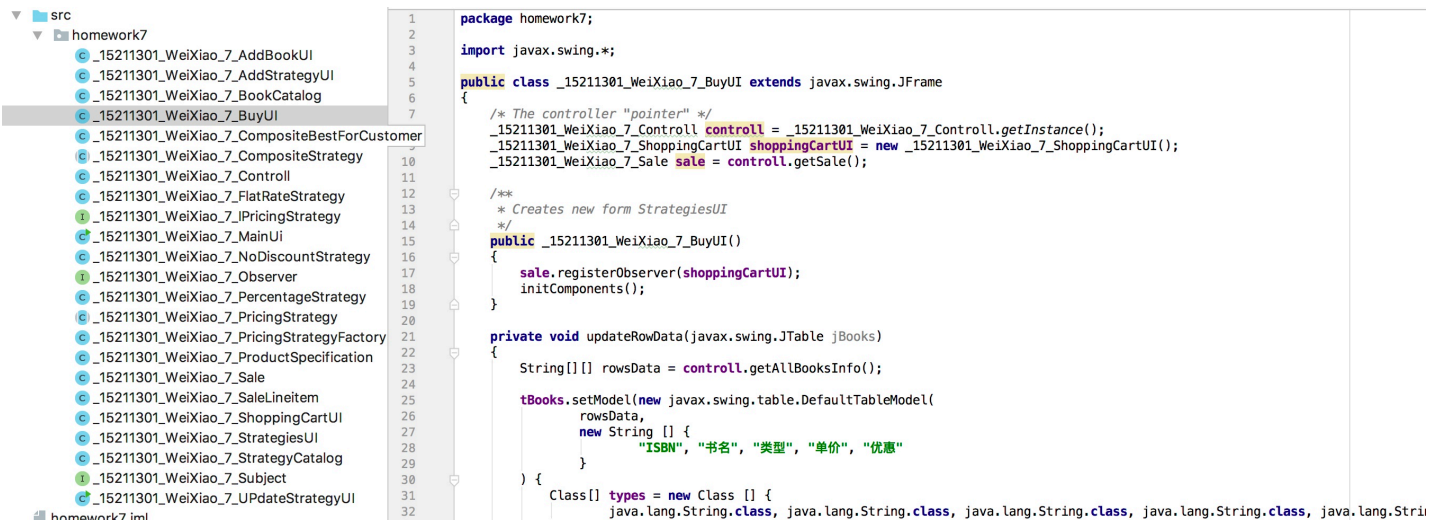 src
homework7
_15211301_WeiXiao_7_AddBookUI
_15211301_WeiXiao_7_AddStrategyUI
_15211301_WeiXiao_7_BookCatalog
_15211301_WeiXiao_7_BuyUI
_15211301_WeiXiao_7_CompositeBestForCustomer
_15211301_WeiXiao_7_CompositeStrategy
_15211301_WeiXiao_7_Controll
_15211301_WeiXiao_7_FlatRateStrategy
_15211301_WeiXiao_7_IPricingStrategy
_15211301_WeiXiao_7_MainUi
_15211301_WeiXiao_7_NoDiscountStrategy
_15211301_WeiXiao_7_Observer
_15211301_WeiXiao_7_PercentageStrategy
_15211301_WeiXiao_7_PricingStrategy
_15211301_WeiXiao_7_PricingStrategyFactory
_15211301_WeiXiao_7_ProductSpecification
_15211301_WeiXiao_7_Sale
_15211301_WeiXiao_7_SaleLineitem
_15211301_WeiXiao_7_ShoppingCartUI
_15211301_WeiXiao_7_StrategiesUI
_15211301_WeiXiao_7_StrategyCatalog
_15211301_WeiXiao_7_Subject
_15211301_WeiXiao_7_UPdateStrategyUI
homework7.iml
1 package homework7;
2
3 import javax.swing.*;
4
5 public class _15211301_WeiXiao_7_BuyUI extends javax.swing.JFrame
6 {
7 /* The controller "pointer" */
_15211301_WeiXiao_7_Controll controll = _15211301_WeiXiao_7_Controll.getInstance();
_15211301_WeiXiao_7_ShoppingCartUI shoppingCartUI = new _15211301_WeiXiao_7_ShoppingCartUI();
10 _15211301_WeiXiao_7_Sale sale = controll.getSale();
11
12 /**
13 * Creates new form StrategiesUI
14 */
15 public _15211301_WeiXiao_7_BuyUI()
16 {
17 sale.registerObserver(shoppingCartUI);
18 initComponents();
19 }
20
21 private void updateRowData(javax.swing.JTable jBooks)
22 {
23 String[][] rowsData = controll.getAllBooksInfo();
24
25 tBooks.setModel(new javax.swing.table.DefaultTableModel(
26 rowsData,
27 new String [] {
28 "ISBN", "书名", "类型", "单价", "优惠"
29 }
30 ) {
31 Class[] types = new Class [] {
32 java.lang.String.class, java.lang.String.class, java.lang.String.class, java.lang.String.class, java.lang.Stri